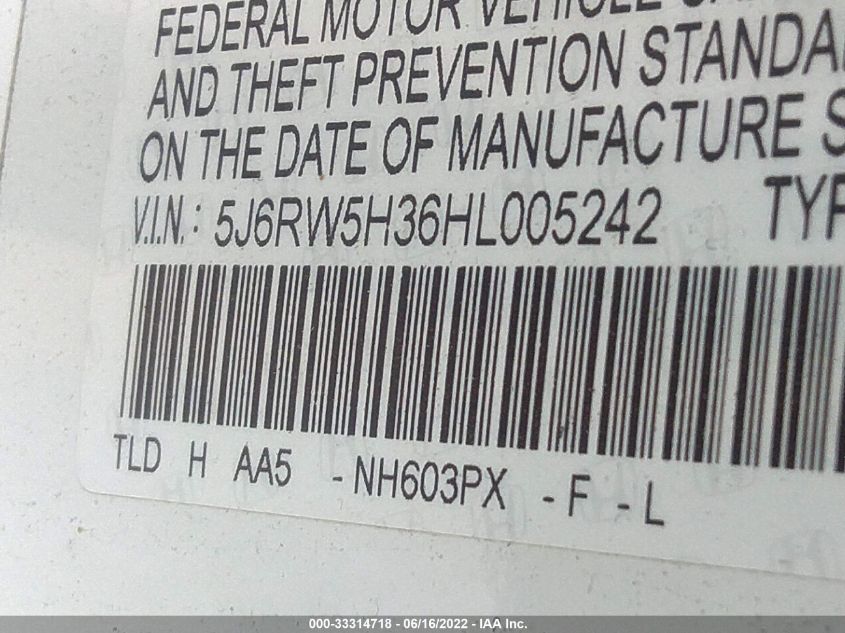 FEDERAL MOTOR VEHICLE
AND THEFT PREVENTION STANDA
ON THE DATE OF MANUFACTURE S
V.I.N.: 5J6RW5H36HL005242 TYP
TLD H AA5 -NH603PX -F -L
000-33314718 - 06/16/2022 - IAA Inc.